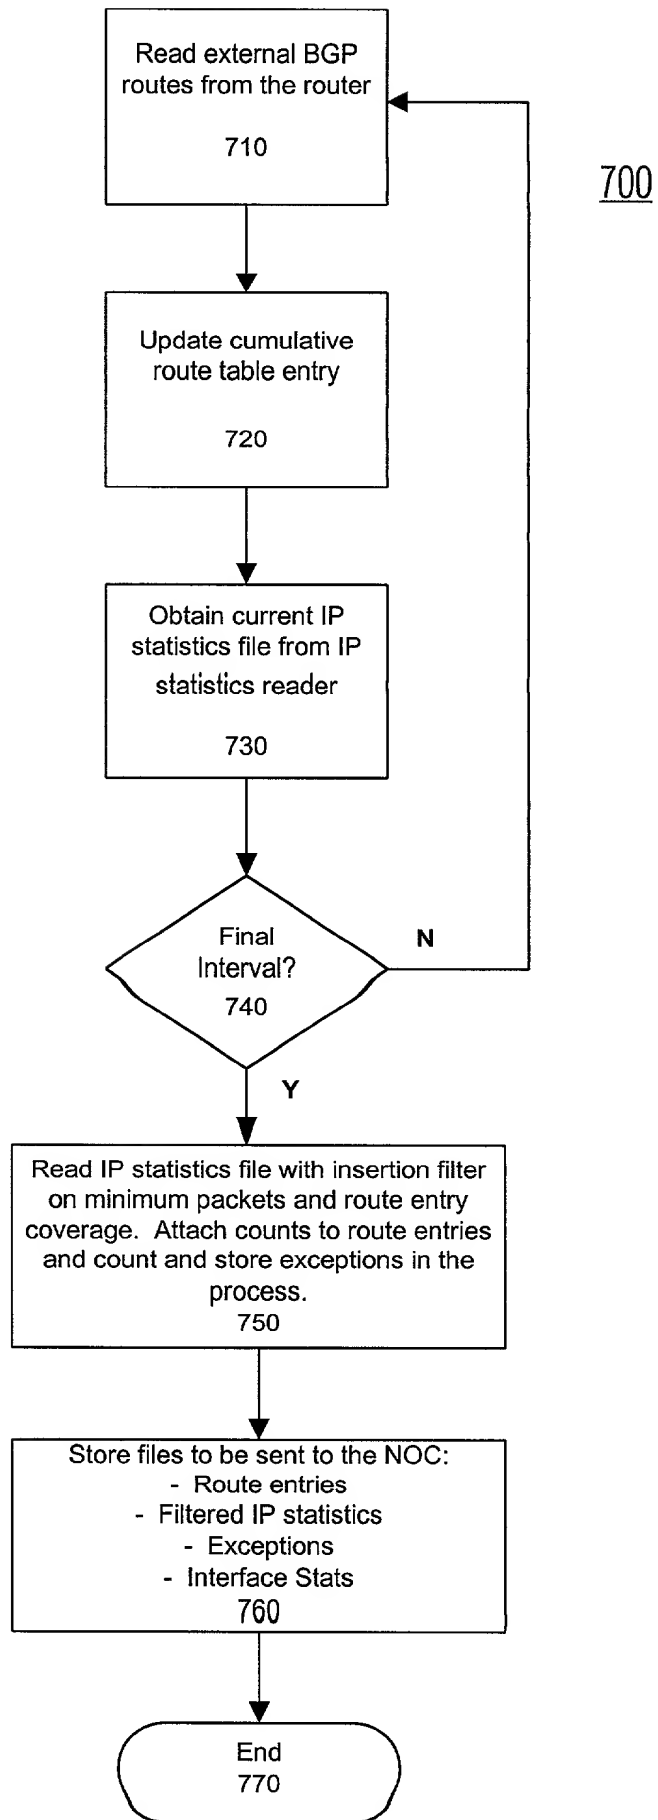 Read external BGP
routes from the router
710
700
Update cumulative
route table entry
720
Obtain current IP
statistics file from IP
statistics reader
730
Final
Interval?
740
N
Y
Read IP statistics file with insertion filter
on minimum packets and route entry
coverage.  Attach counts to route entries
and count and store exceptions in the
process.
750
Store files to be sent to the NOC:
- Route entries
- Filtered IP statistics
- Exceptions
- Interface Stats
760
End
770